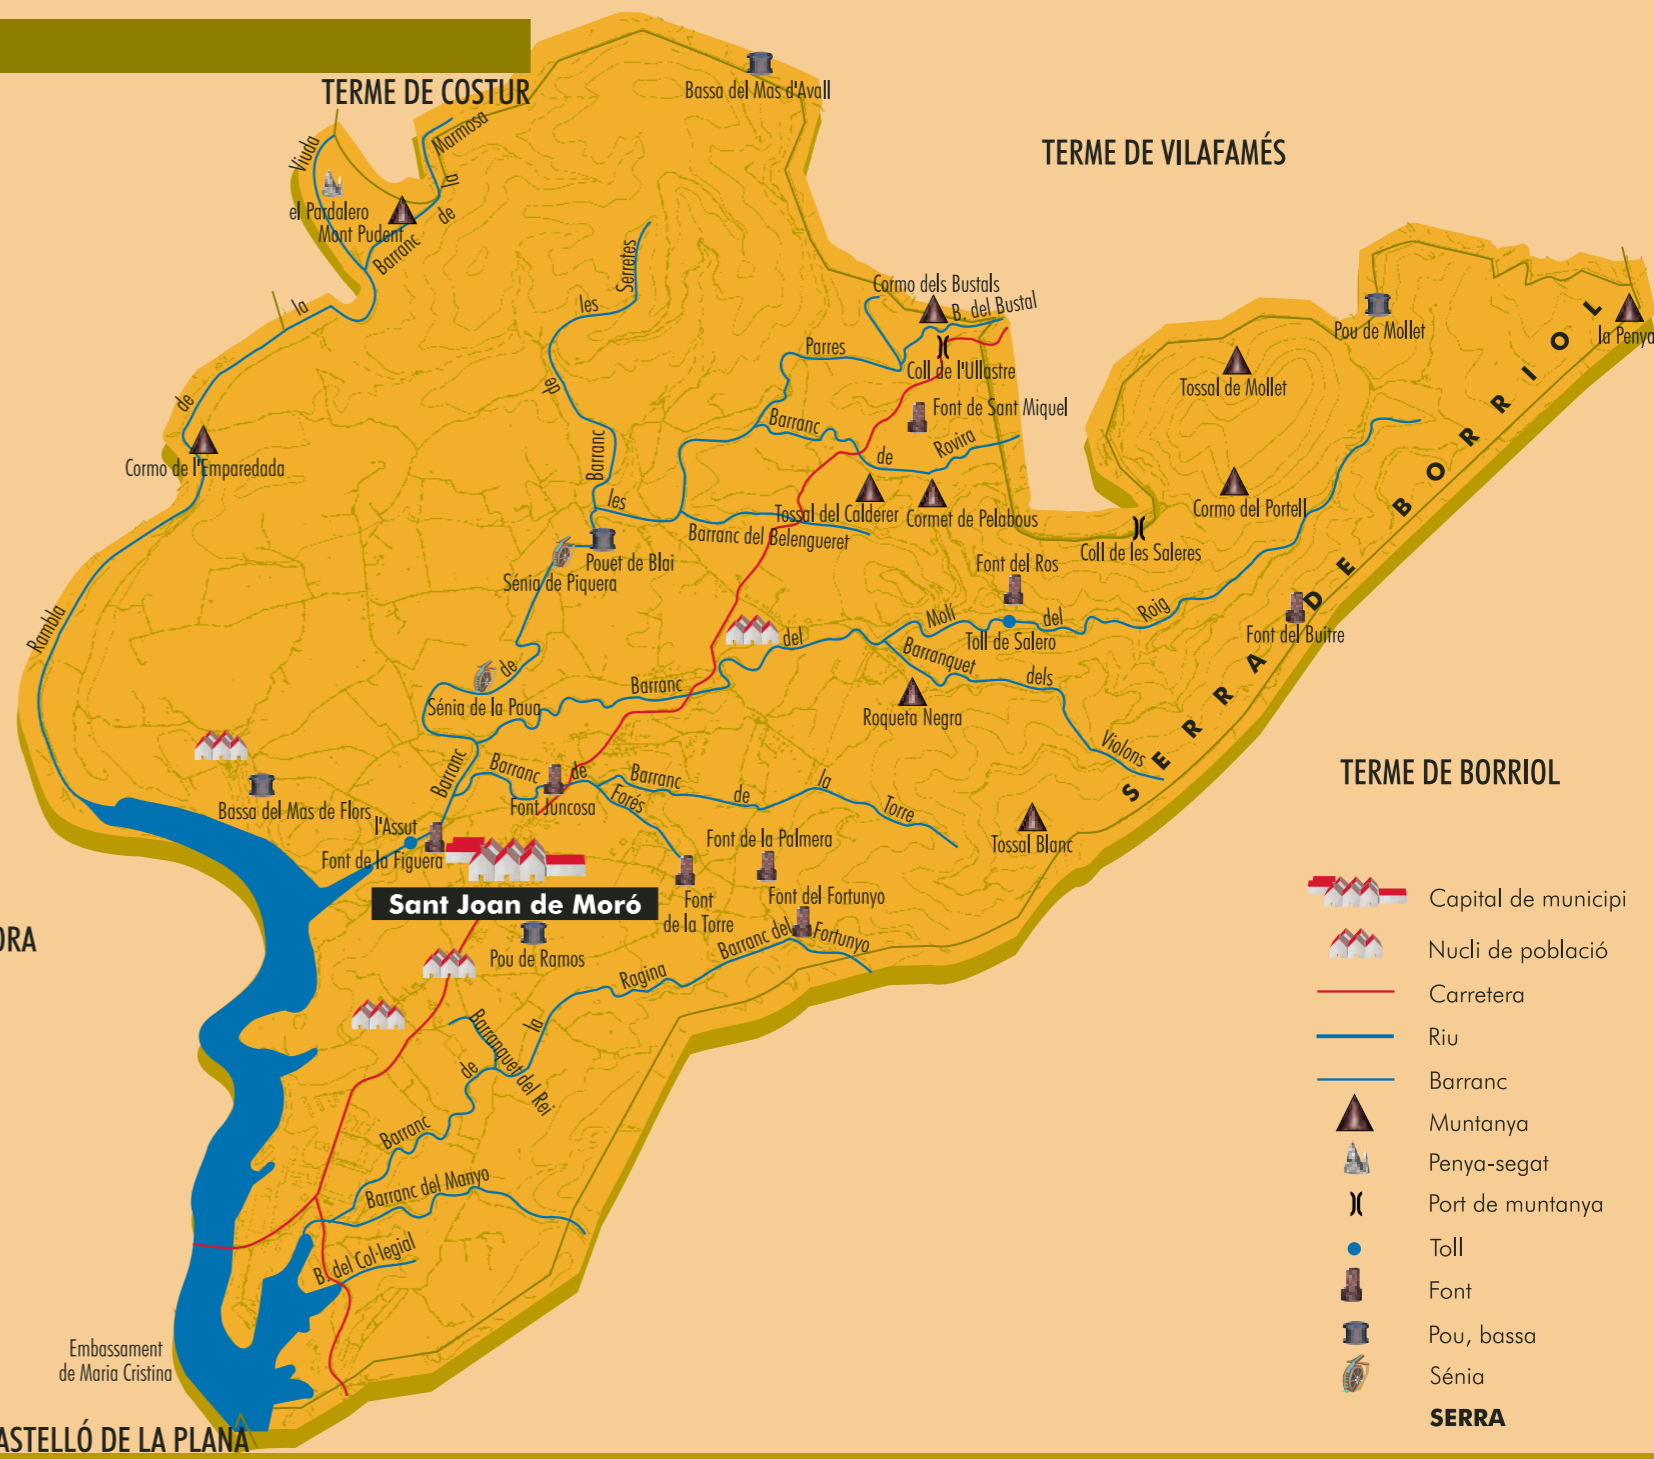 TERME DE COSTUR
Bassa del Mas d'Avall
TERME DE VILAFAMÉS
Viuda
Marmosa
la
de
Barranc
el Pardalero
Mont Pudent
la
de
Rambla
Serretes
les
de
Barranc
Cormo dels Bustals
B. del Bustal
Parres
Coll de l'Ullastre
Font de Sant Miquel
Barranc
de
Rovira
les
Pou de Mollet
la Penya
Tossal de Mollet
Cormo de l'Emparedada
Tossal del Calderer
Cormet de Pelabous
Cormo del Portell
Barranc del Belengueret
Coll de les Saleres
Pouet de Blai
Sénia de Piquera
Font del Ros
Molí
del
Roig
Toll de Salero
del
Barranc
Font del Buitre
SERRA DE BORRIOL
Barranquet
dels
Violons
de
Sénia de la Paua
Roqueta Negra
Barranc
Barranc
de
Forés
Barranc
de
la
Torre
Font Juncosa
TERME DE BORRIOL
Bassa del Mas de Flors
l'Assut
Font de la Figuera
Font de la Palmera
Tossal Blanc
Sant Joan de Moró
Font
de la Torre
Font del Fortunyo
Barranc del
Fortunyo
Pou de Ramos
Ragina
la
de
Barranc
Barranquet del Rei
Barranc del Manyo
B. del Col·legial
Embassament
de Maria Cristina
ORA
ASTELLÓ DE LA PLANA
Capital de municipi
Nucli de població
Carretera
Riu
Barranc
Muntanya
Penya-segat
Port de muntanya
Toll
Font
Pou, bassa
Sénia
SERRA